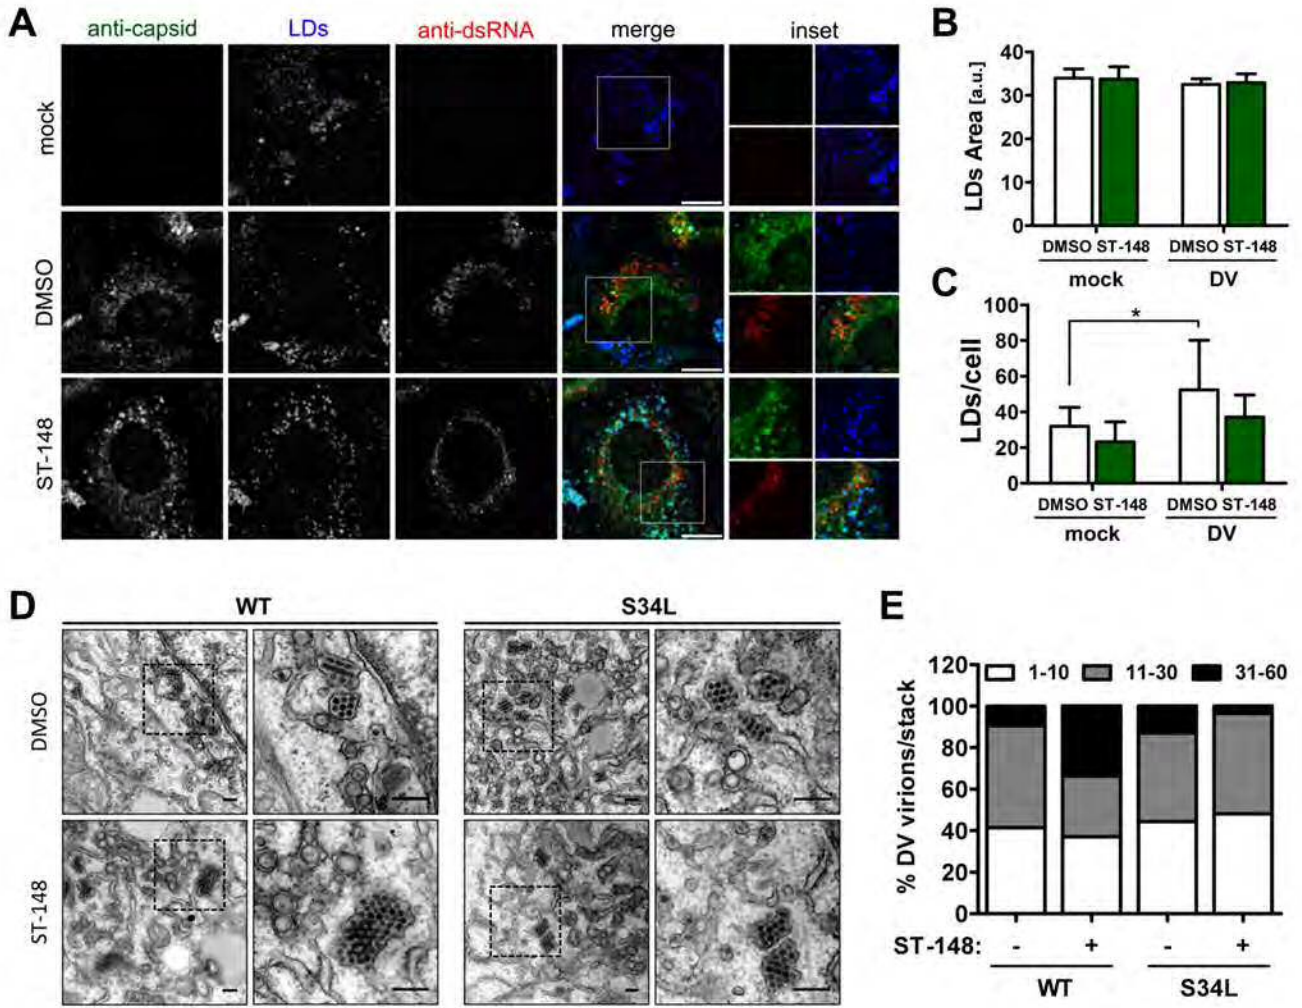 A
anti-capsid LDs anti-dsRNA merge inset
mock
DMSO
ST-148
B
LDs Area [a.u.]
40
30
20
10
0
DMSO ST-148 DMSO ST-148
mock DV
C
LDs/cell
100
80
60
40
20
0
*
DMSO ST-148 DMSO ST-148
mock DV
D
WT S34L
DMSO
ST-148
E
% DV virions/stack
120
100
80
60
40
20
0
1-10 11-30 31-60
ST-148: - + - +
WT S34L